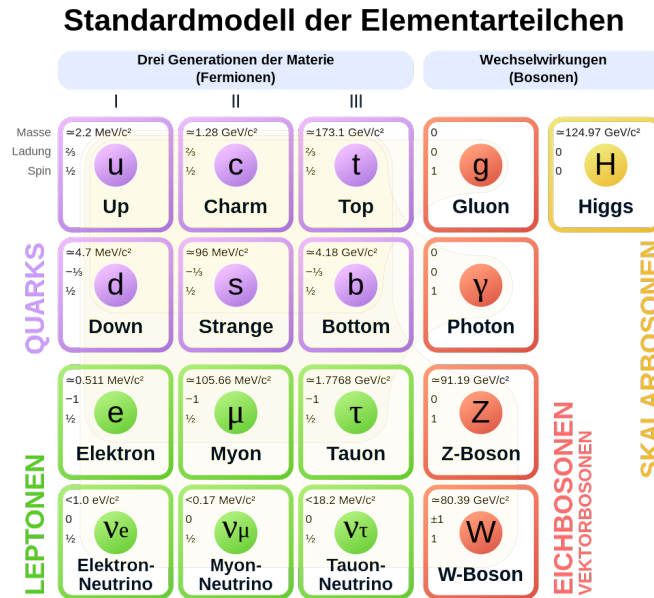 Standardmodell der Elementarteilchen
Drei Generationen der Materie
(Fermionen)
Wechselwirkungen
(Bosonen)
I
II
III
Masse
Ladung
Spin
≃2.2 MeV/c²
⅔
½
u
Up
≃1.28 GeV/c²
⅔
½
c
Charm
≃173.1 GeV/c²
⅔
½
t
Top
0
0
1
g
Gluon
≃124.97 GeV/c²
0
0
H
Higgs
QUARKS
≃4.7 MeV/c²
−⅓
½
d
Down
≃96 MeV/c²
−⅓
½
s
Strange
≃4.18 GeV/c²
−⅓
½
b
Bottom
0
0
1
γ
Photon
SKALARBOSONEN
LEPTONEN
≃0.511 MeV/c²
−1
½
e
Elektron
≃105.66 MeV/c²
−1
½
μ
Myon
≃1.7768 GeV/c²
−1
½
τ
Tauon
≃91.19 GeV/c²
0
1
Z
Z-Boson
EICHBOSONEN
VEKTORBOSONEN
<1.0 eV/c²
0
½
νe
Elektron-
Neutrino
<0.17 MeV/c²
0
½
νμ
Myon-
Neutrino
<18.2 MeV/c²
0
½
ντ
Tauon-
Neutrino
≃80.39 GeV/c²
±1
1
W
W-Boson